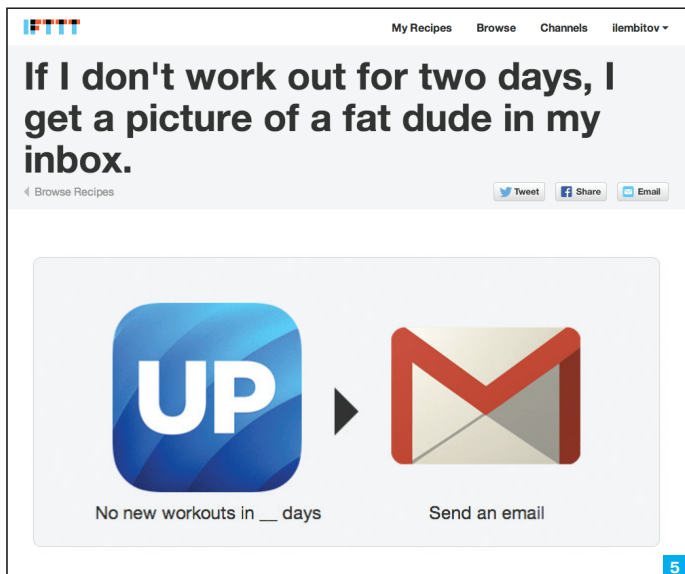 IFTTT
My Recipes Browse Channels ilembitov
If I don't work out for two days, I
get a picture of a fat dude in my
inbox.
Browse Recipes
Tweet Share Email
UP
No new workouts in __ days
Send an email
5